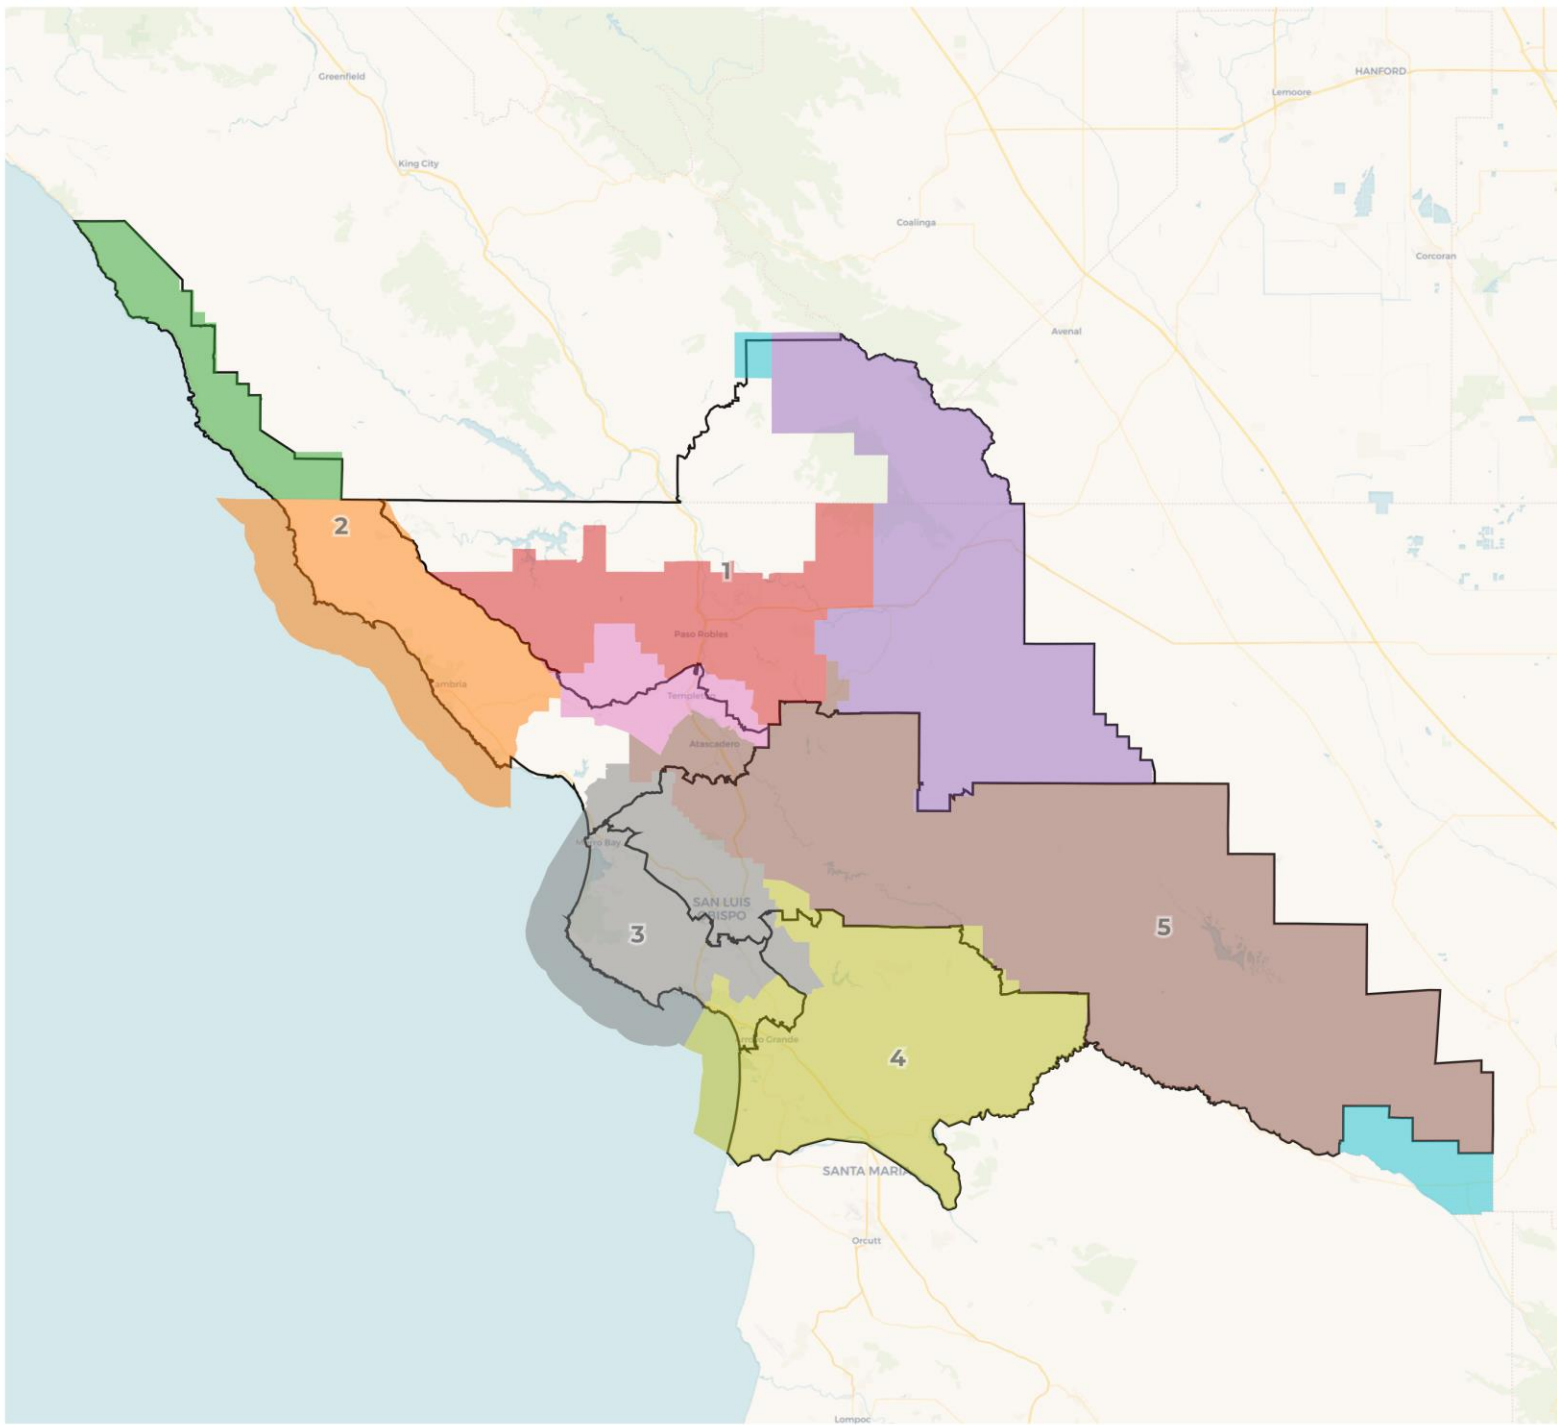 HANFORD
Greenfield
Lemoore
King City
Coalinga
Corcoran
Avenal
2
1
Paso Robles
Cambria
Templeton
Atascadero
Morro Bay
SAN LUIS
OBISPO
5
3
Arroyo Grande
4
SANTA MARIA
Orcutt
Lompoc